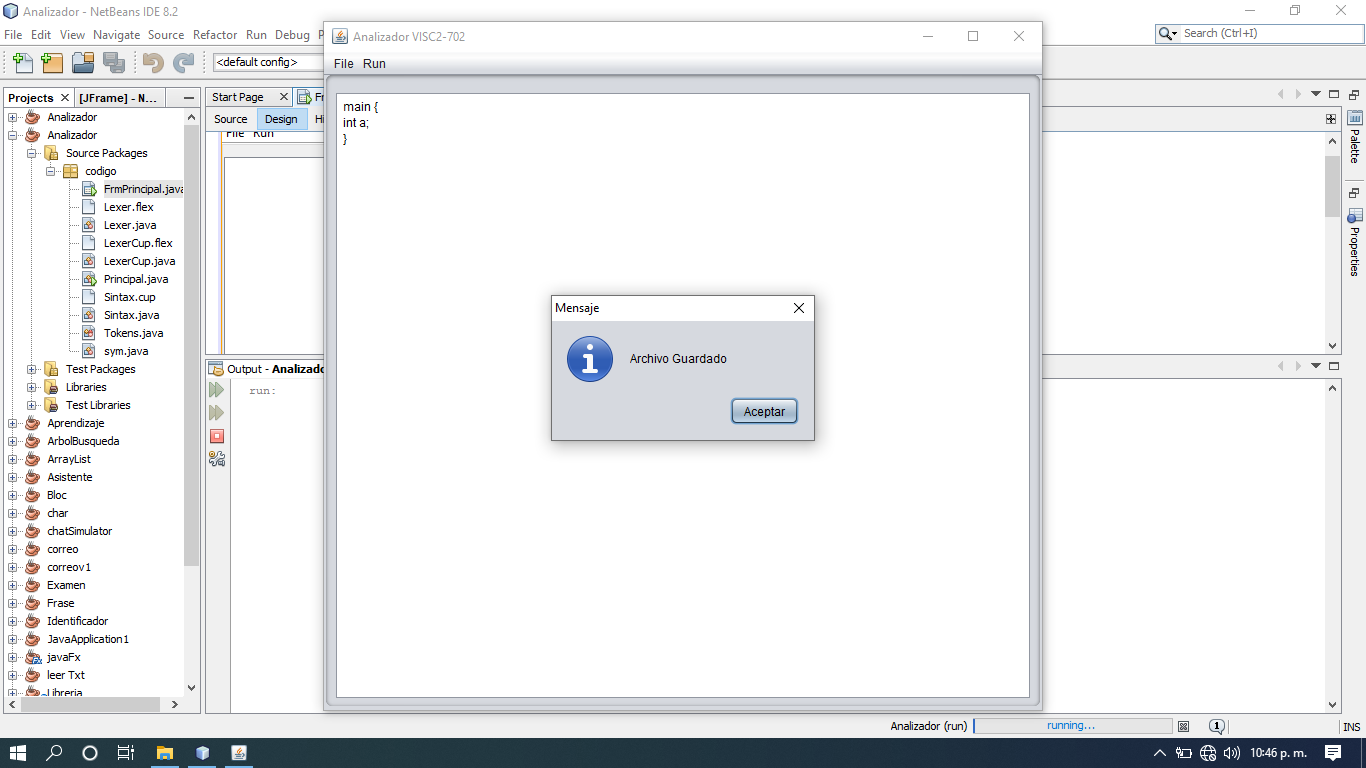 Analizador - NetBeans IDE 8.2
File Edit View Navigate Source Refactor Run Debug
Search (Ctrl+I)
<default config>
Analizador VISC2-702
File Run
main {
int a;
}
Mensaje
Archivo Guardado
Aceptar
Projects
[JFrame] - N...
Start Page
Source Design
File Run
Analizador
Analizador
Source Packages
codigo
FrmPrincipal.java
Lexer.flex
Lexer.java
LexerCup.flex
LexerCup.java
Principal.java
Sintax.cup
Sintax.java
Tokens.java
sym.java
Test Packages
Libraries
Test Libraries
Aprendizaje
ArbolBusqueda
ArrayList
Asistente
Bloc
char
chatSimulator
correo
correov1
Examen
Frase
Identificador
JavaApplication1
javaFx
leer Txt
Libreria
Output - Analizado
run:
Palette
Properties
Analizador (run)
running...
1
INS
10:46 p. m.